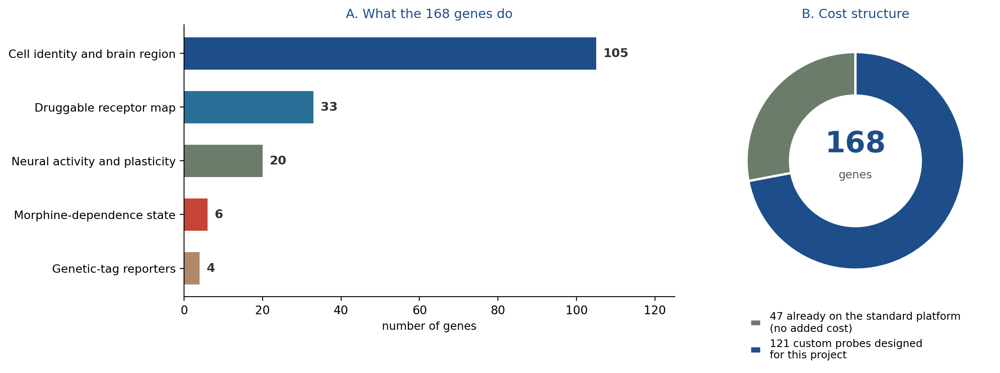 A. What the 168 genes do
Cell identity and brain region
105
Druggable receptor map
33
Neural activity and plasticity
20
Morphine-dependence state
6
Genetic-tag reporters
4
0 20 40 60 80 100 120
number of genes
B. Cost structure
168
genes
47 already on the standard platform
(no added cost)
121 custom probes designed
for this project